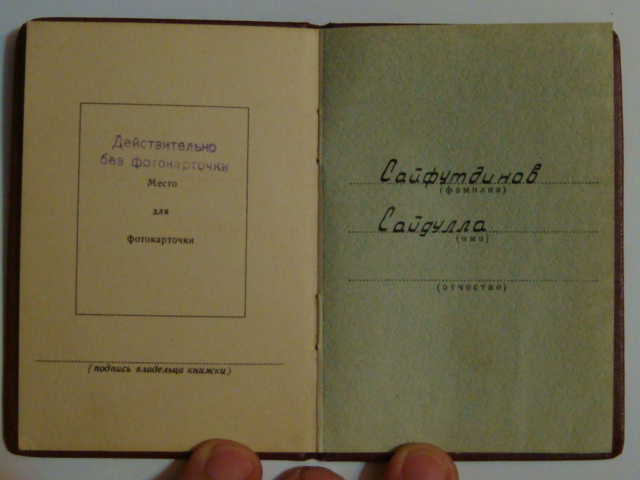 Действительно
без фотокарточки
Место
для
фотокарточки
(подпись владельца книжки)
Сайфутдинов
(фамилия)
Сайдулла
(имя)
(отчество)